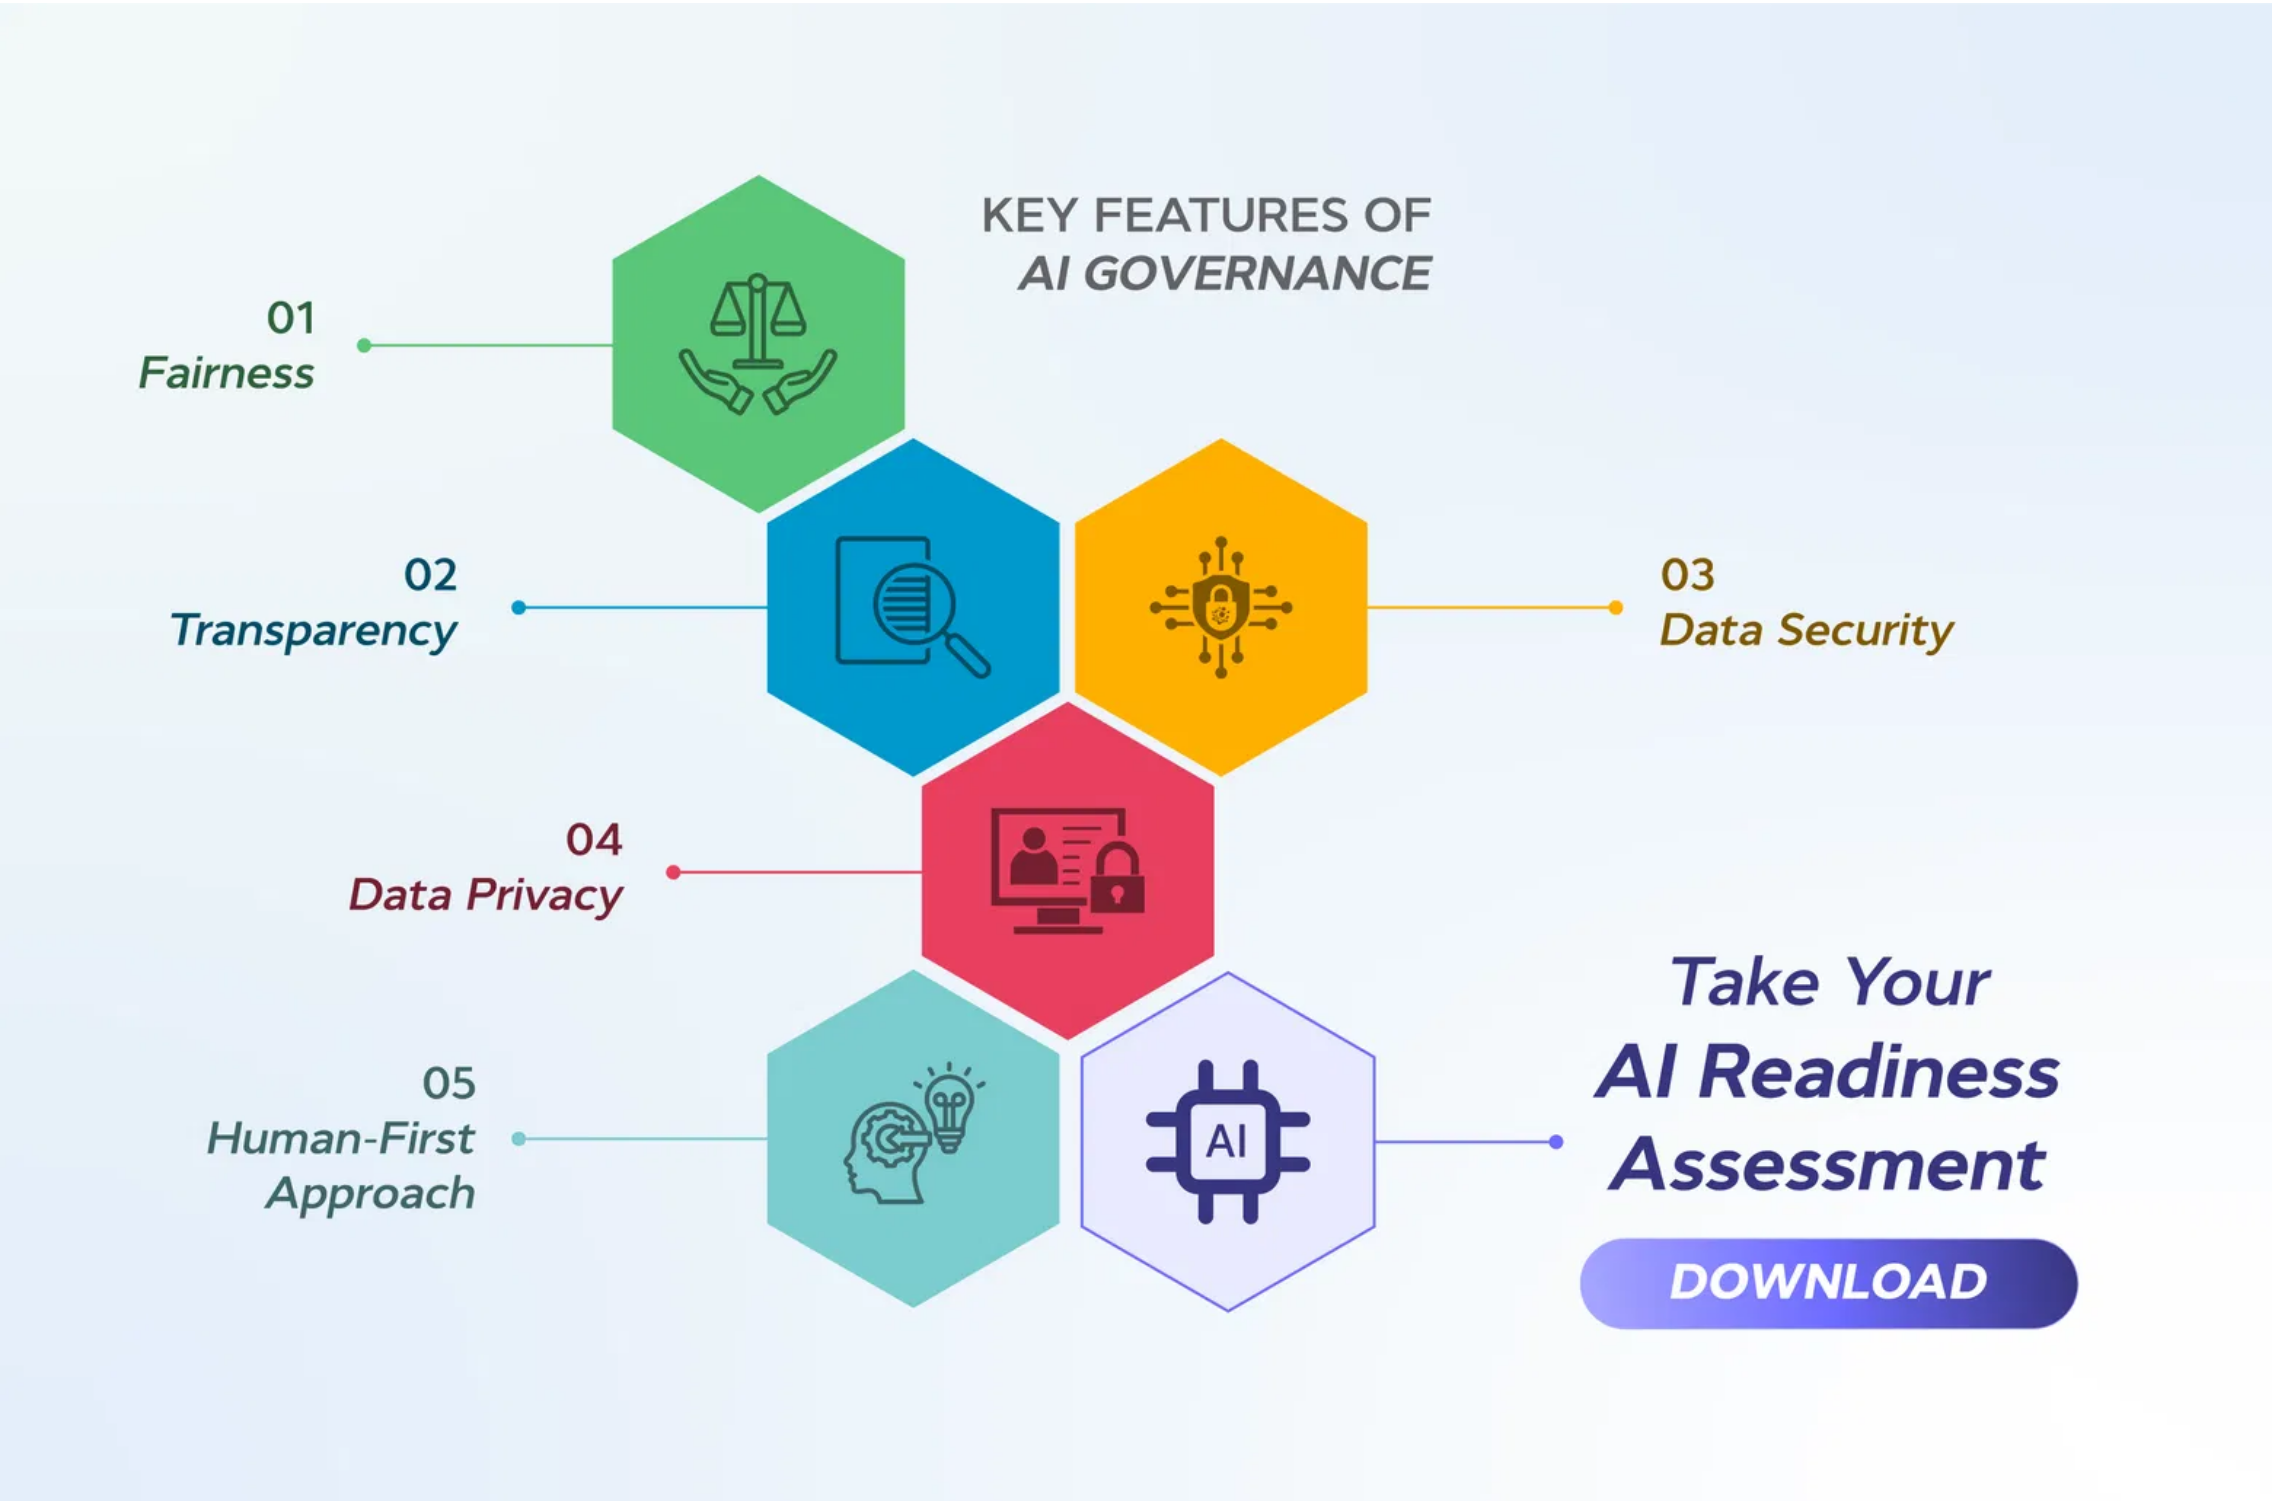 KEY FEATURES OF
AI GOVERNANCE
01
Fairness
02
Transparency
03
Data Security
04
Data Privacy
05
Human-First
Approach
AI
Take Your
AI Readiness
Assessment
DOWNLOAD